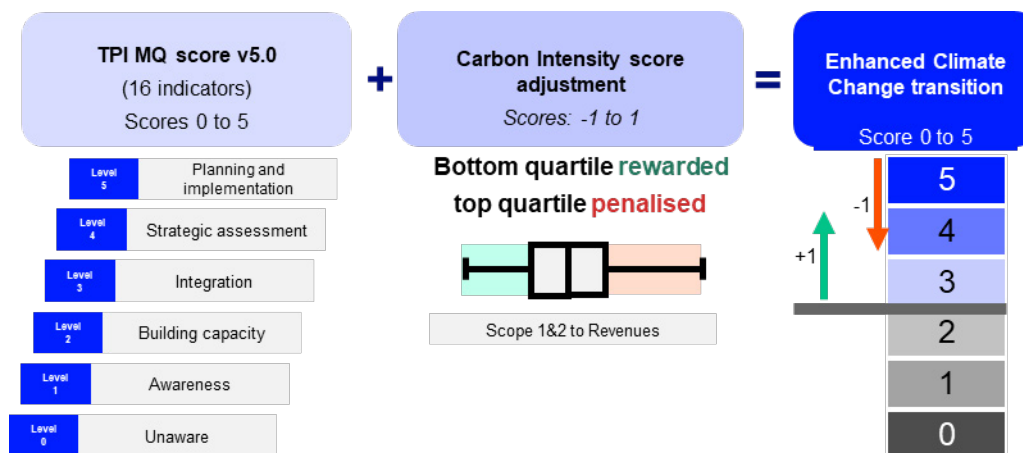 TPI MQ score v5.0
(16 indicators)
Scores 0 to 5
+
Carbon Intensity score
adjustment
Scores: -1 to 1
=
Enhanced Climate
Change transition
Score 0 to 5
Level
5
Planning and
implementation
Level
4
Strategic assessment
Level
3
Integration
Level
2
Building capacity
Level
1
Awareness
Level
0
Unaware
Bottom quartile rewarded
top quartile penalised
Scope 1&2 to Revenues
+1
-1
5
4
3
2
1
0